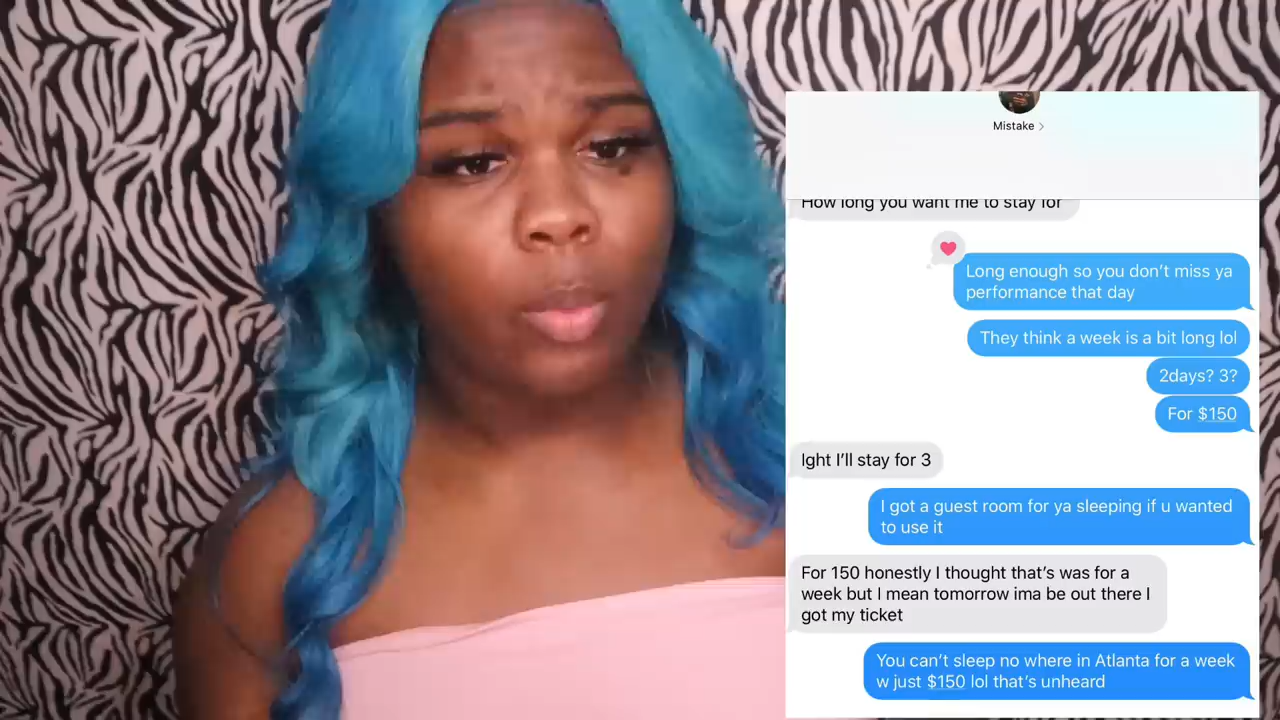 Mistake >
How long you want me to stay for
Long enough so you don't miss ya
performance that day
They think a week is a bit long lol
2days? 3?
For $150
Ight I'll stay for 3
I got a guest room for ya sleeping if u wanted
to use it
For 150 honestly I thought that's was for a
week but I mean tomorrow ima be out there I
got my ticket
You can't sleep no where in Atlanta for a week
w just $150 lol that's unheard